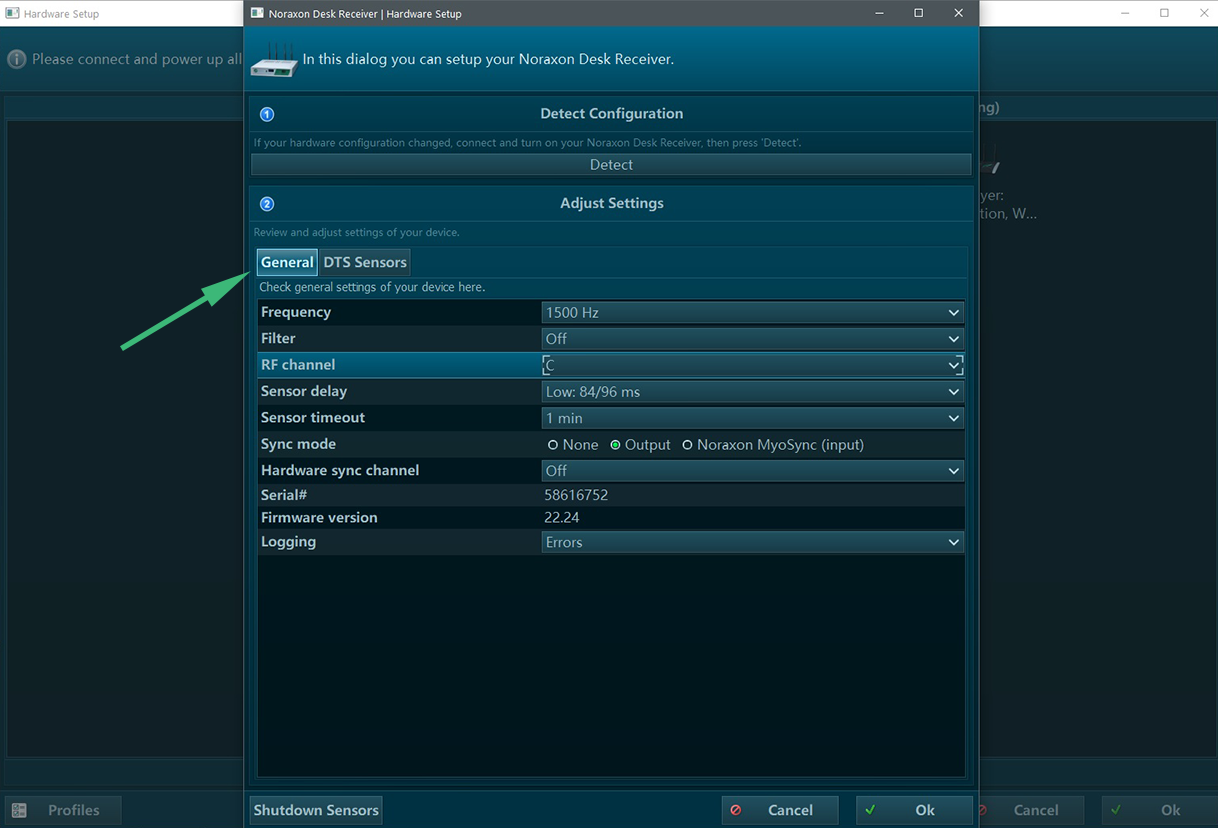 Hardware Setup
Noraxon Desk Receiver | Hardware Setup
Please connect and power up all
In this dialog you can setup your Noraxon Desk Receiver.
1
Detect Configuration
ng)
If your hardware configuration changed, connect and turn on your Noraxon Desk Receiver, then press 'Detect'.
Detect
2
Adjust Settings
yer:
tion, W...
Review and adjust settings of your device.
General DTS Sensors
Check general settings of your device here.
Frequency 1500 Hz
Filter Off
RF channel C
Sensor delay Low: 84/96 ms
Sensor timeout 1 min
Sync mode None Output Noraxon MyoSync (input)
Hardware sync channel Off
Serial# 58616752
Firmware version 22.24
Logging Errors
Profiles Shutdown Sensors Cancel Ok Cancel Ok